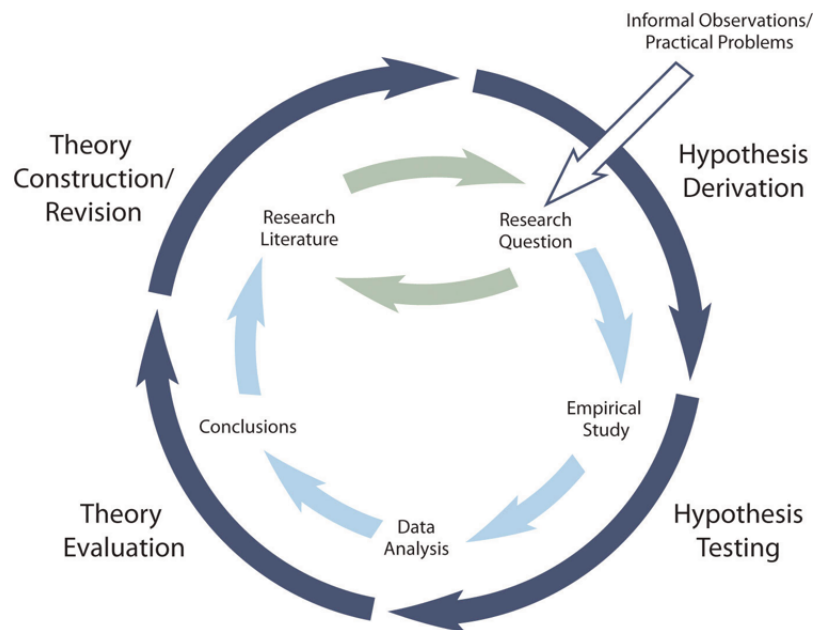 Informal Observations/
Practical Problems
Theory
Construction/
Revision
Hypothesis
Derivation
Research
Literature
Research
Question
Conclusions
Empirical
Study
Theory
Evaluation
Data
Analysis
Hypothesis
Testing